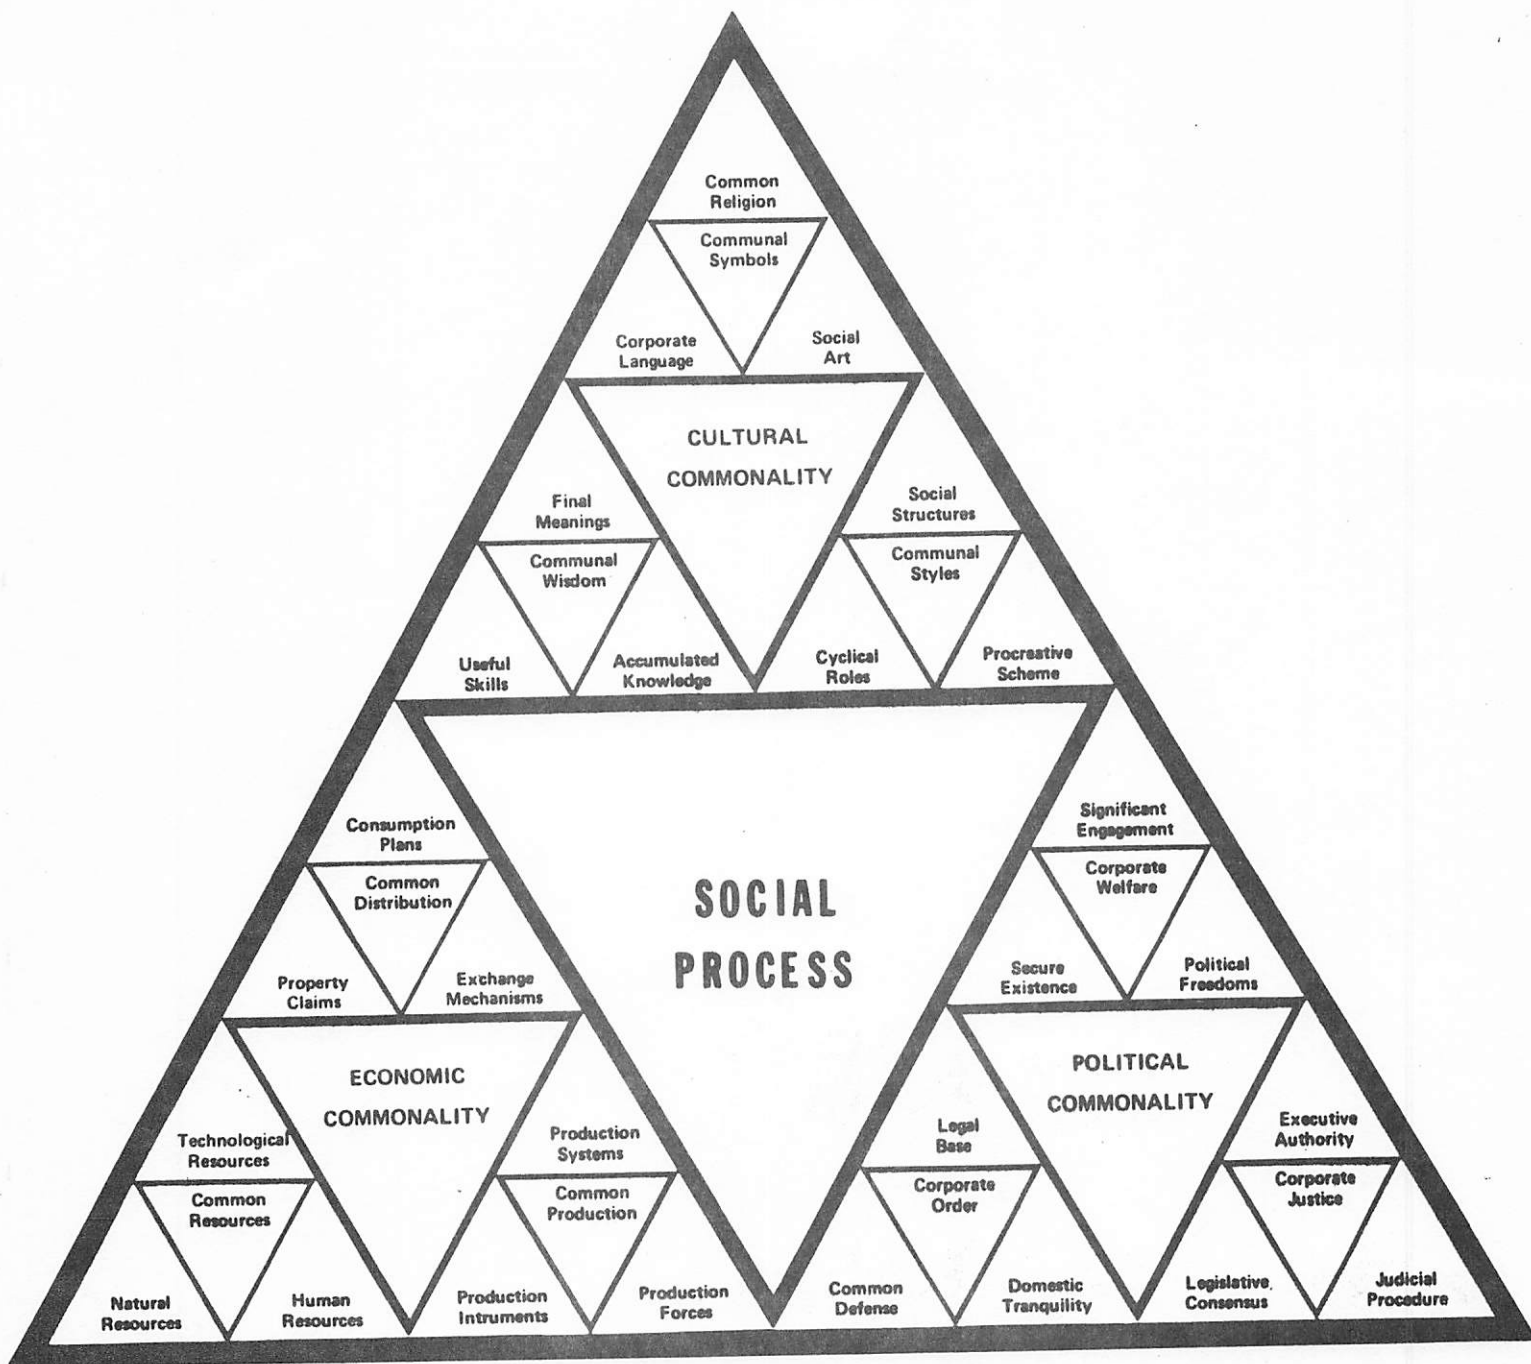 Common
Religion
Communal
Symbols
Corporate
Language
Social
Art
CULTURAL
COMMONALITY
Final
Meanings
Communal
Wisdom
Useful
Skills
Accumulated
Knowledge
Social
Structures
Communal
Styles
Cyclical
Roles
Procreative
Scheme
SOCIAL
PROCESS
Consumption
Plans
Common
Distribution
Property
Claims
Exchange
Mechanisms
ECONOMIC
COMMONALITY
Technological
Resources
Common
Resources
Natural
Resources
Human
Resources
Production
Systems
Common
Production
Production
Intruments
Production
Forces
Significant
Engagement
Corporate
Welfare
Secure
Existence
Political
Freedoms
POLITICAL
COMMONALITY
Legal
Base
Corporate
Order
Common
Defense
Domestic
Tranquility
Executive
Authority
Corporate
Justice
Legislative
Consensus
Judicial
Procedure